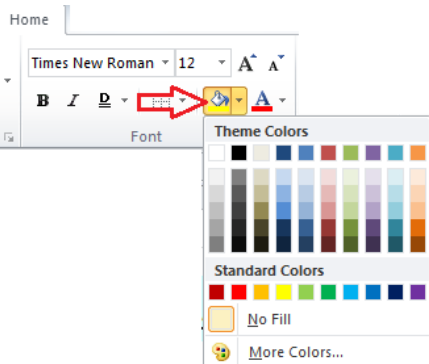 Home
Times New Roman 12 A A
B I D A
Font
Theme Colors
Standard Colors
No Fill
More Colors...